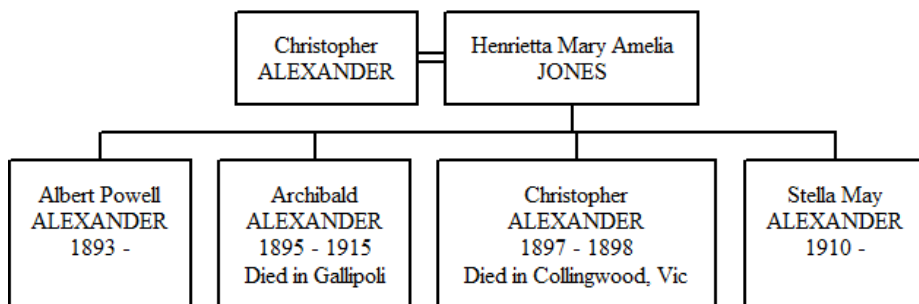 Christopher
ALEXANDER
Henrietta Mary Amelia
JONES
Albert Powell
ALEXANDER
1893 -
Archibald
ALEXANDER
1895 - 1915
Died in Gallipoli
Christopher
ALEXANDER
1897 - 1898
Died in Collingwood, Vic
Stella May
ALEXANDER
1910 -